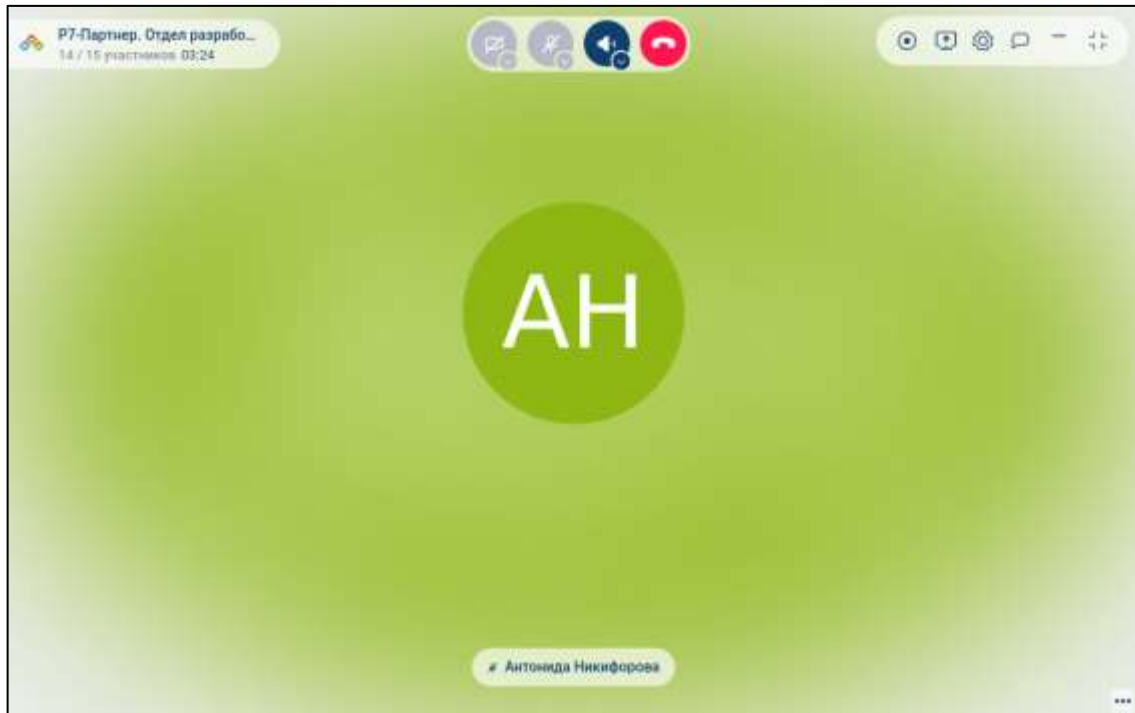 Р7-Партнер. Отдел разрабо...
14 / 15 участников 03:24
АН
Антонида Никифорова